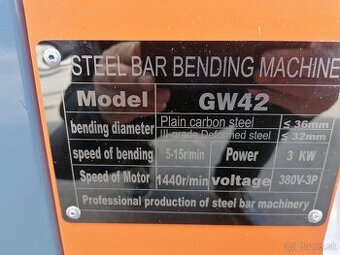 STEEL BAR BENDING MACHINE
Model GW42
bending diameter Plain carbon steel ≤36mm
III-grade Deformed steel ≤32mm
speed of bending 5-15r/min Power 3 KW
Speed of Motor 1440r/min voltage 380V-3P
Professional production of steel bar machinery
bazar.sk